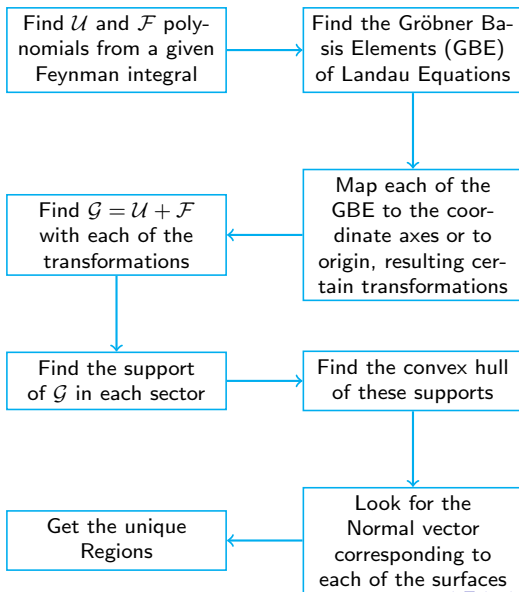 Find 𝒰 and ℱ poly-
nomials from a given
Feynman integral
Find the Gröbner Ba-
sis Elements (GBE)
of Landau Equations
Map each of the
GBE to the coor-
dinate axes or to
origin, resulting cer-
tain transformations
Find 𝒢 = 𝒰 + ℱ
with each of the
transformations
Find the support
of 𝒢 in each sector
Find the convex hull
of these supports
Look for the
Normal vector
corresponding to
each of the surfaces
Get the unique
Regions